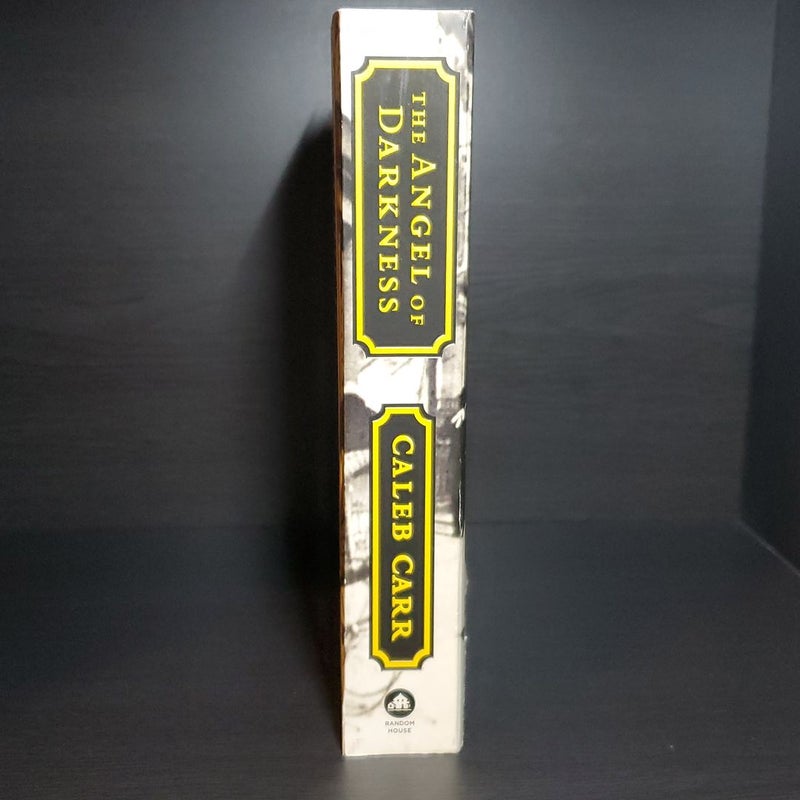 THE ANGEL OF
DARKNESS
CALEB CARR
RANDOM
HOUSE